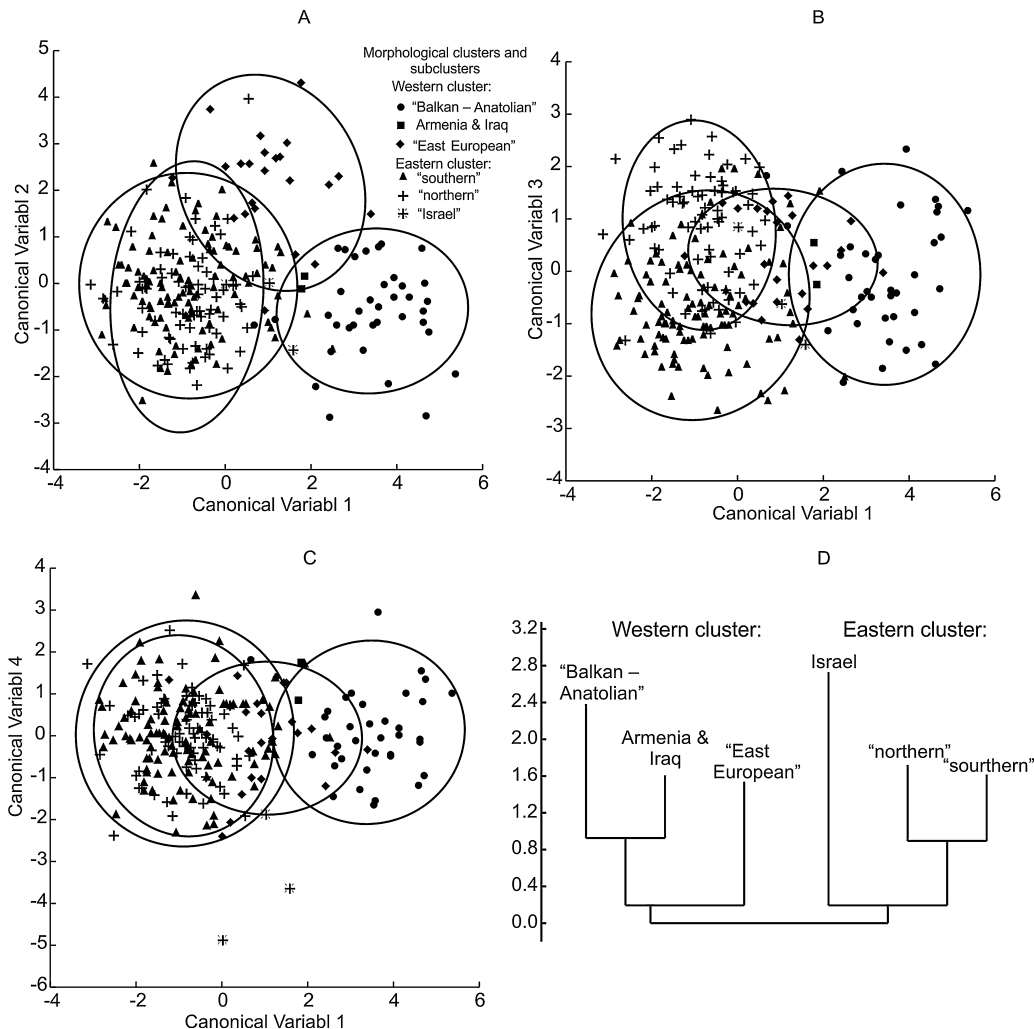 A
5
4
3
2
1
0
-1
-2
-3
-4
Canonical Variabl 2
-4
-2
0
2
4
6
Canonical Variabl 1
Morphological clusters and
subclusters
Western cluster:
“Balkan – Anatolian”
Armenia & Iraq
“East European”
Eastern cluster:
“southern”
“northern”
“Israel”
B
4
3
2
1
0
-1
-2
-3
-4
Canonical Variabl 3
-4
-2
0
2
4
6
Canonical Variabl 1
C
4
3
2
1
0
-1
-2
-3
-4
-5
-6
Canonical Variabl 4
-4
-2
0
2
4
6
Canonical Variabl 1
D
3.2
2.8
2.4
2.0
1.6
1.2
0.8
0.4
0.0
Western cluster:
Eastern cluster:
“Balkan –
Anatolian”
Armenia &
Iraq
“East
European”
Israel
“northern”
“sourthern”